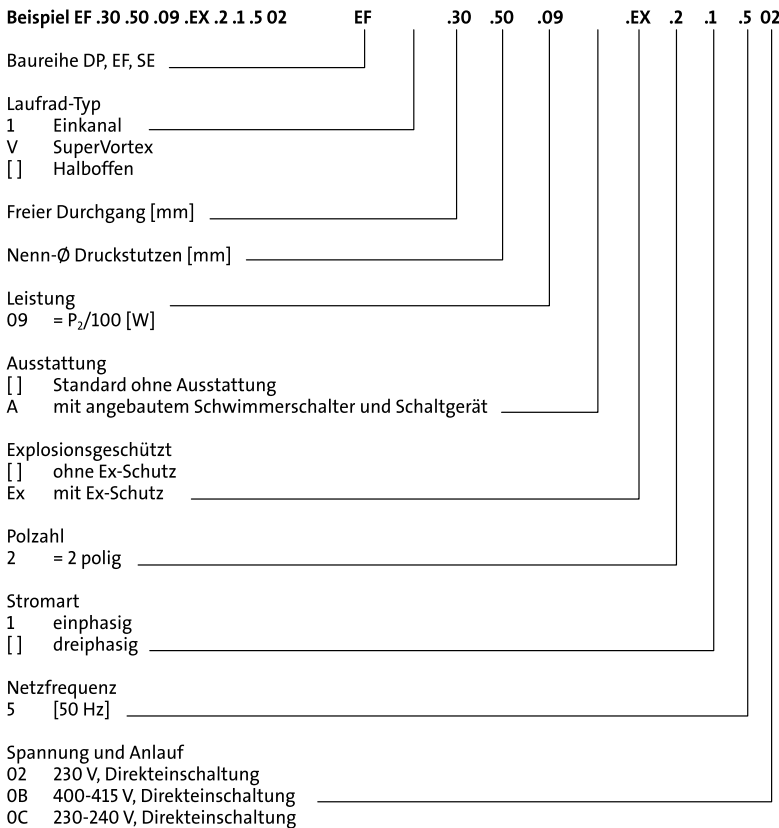 Beispiel EF .30 .50 .09 .EX .2 .1 .5 02 EF .30 .50 .09 .EX .2 .1 .5 02
Baureihe DP, EF, SE
Laufrad-Typ
1 Einkanal
V SuperVortex
[ ] Halboffen
Freier Durchgang [mm]
Nenn-Ø Druckstutzen [mm]
Leistung
09 = P₂/100 [W]
Ausstattung
[ ] Standard ohne Ausstattung
A mit angebautem Schwimmerschalter und Schaltgerät
Explosionsgeschützt
[ ] ohne Ex-Schutz
Ex mit Ex-Schutz
Polzahl
2 = 2 polig
Stromart
1 einphasig
[ ] dreiphasig
Netzfrequenz
5 [50 Hz]
Spannung und Anlauf
02 230 V, Direkteinschaltung
0B 400-415 V, Direkteinschaltung
0C 230-240 V, Direkteinschaltung